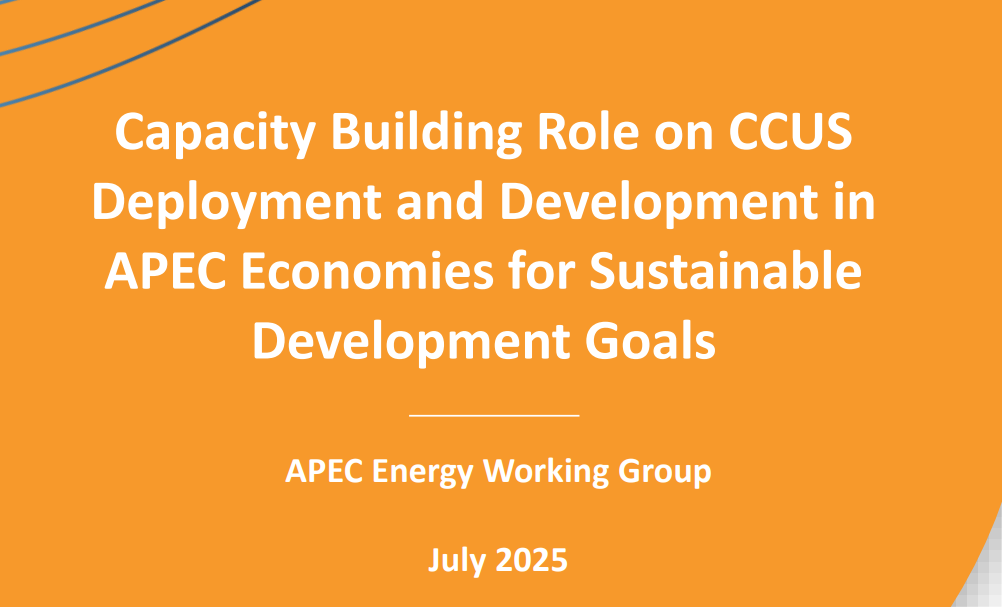 Capacity Building Role on CCUS
Deployment and Development in
APEC Economies for Sustainable
Development Goals
APEC Energy Working Group
July 2025